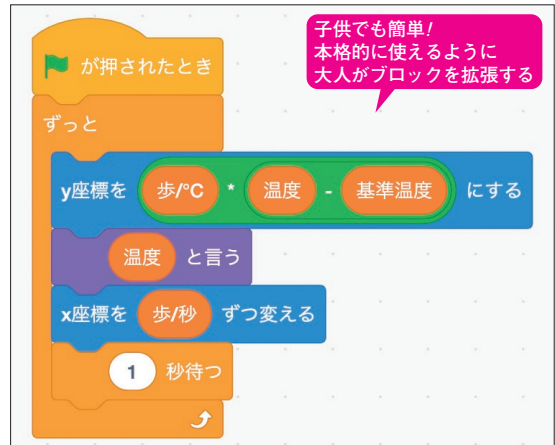 子供でも簡単!
本格的に使えるように
大人がブロックを拡張する
が押されたとき
ずっと
y座標を 歩/°C * 温度 - 基準温度 にする
温度 と言う
x座標を 歩/秒 ずつ変える
1 秒待つ